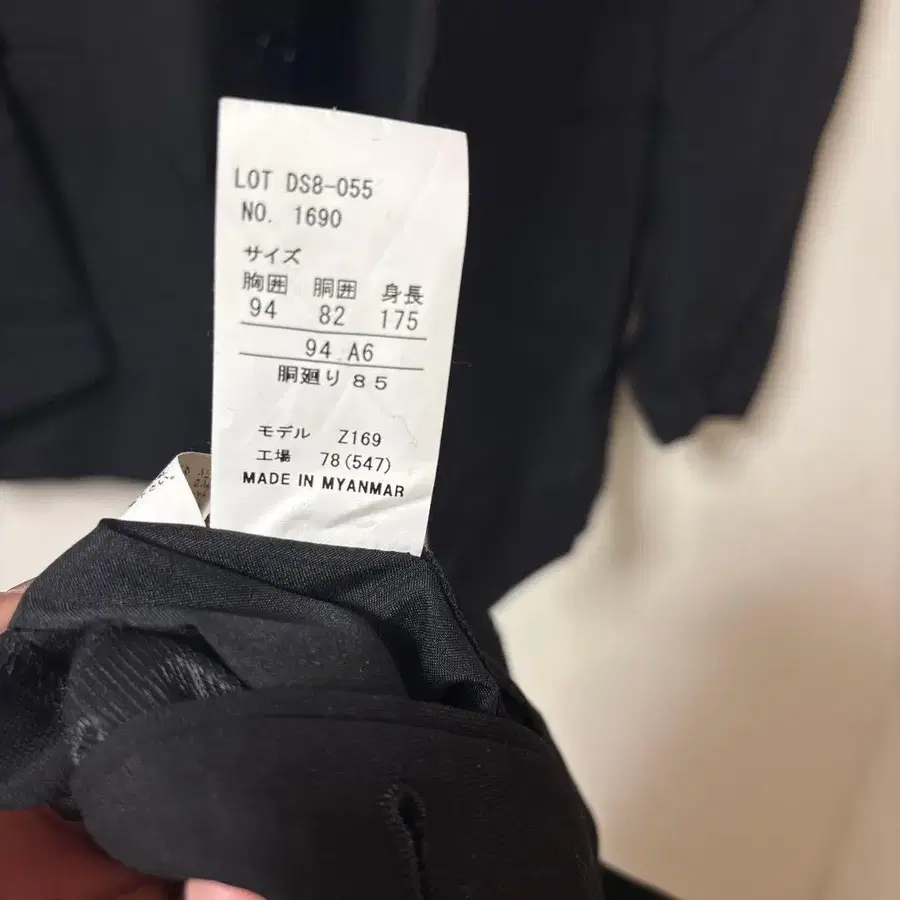 LOT DS8-055
NO. 1690
サイズ
胸囲 胴囲 身長
94 82 175
94 A6
胴廻り 85
モデル Z169
工場 78(547)
MADE IN MYANMAR